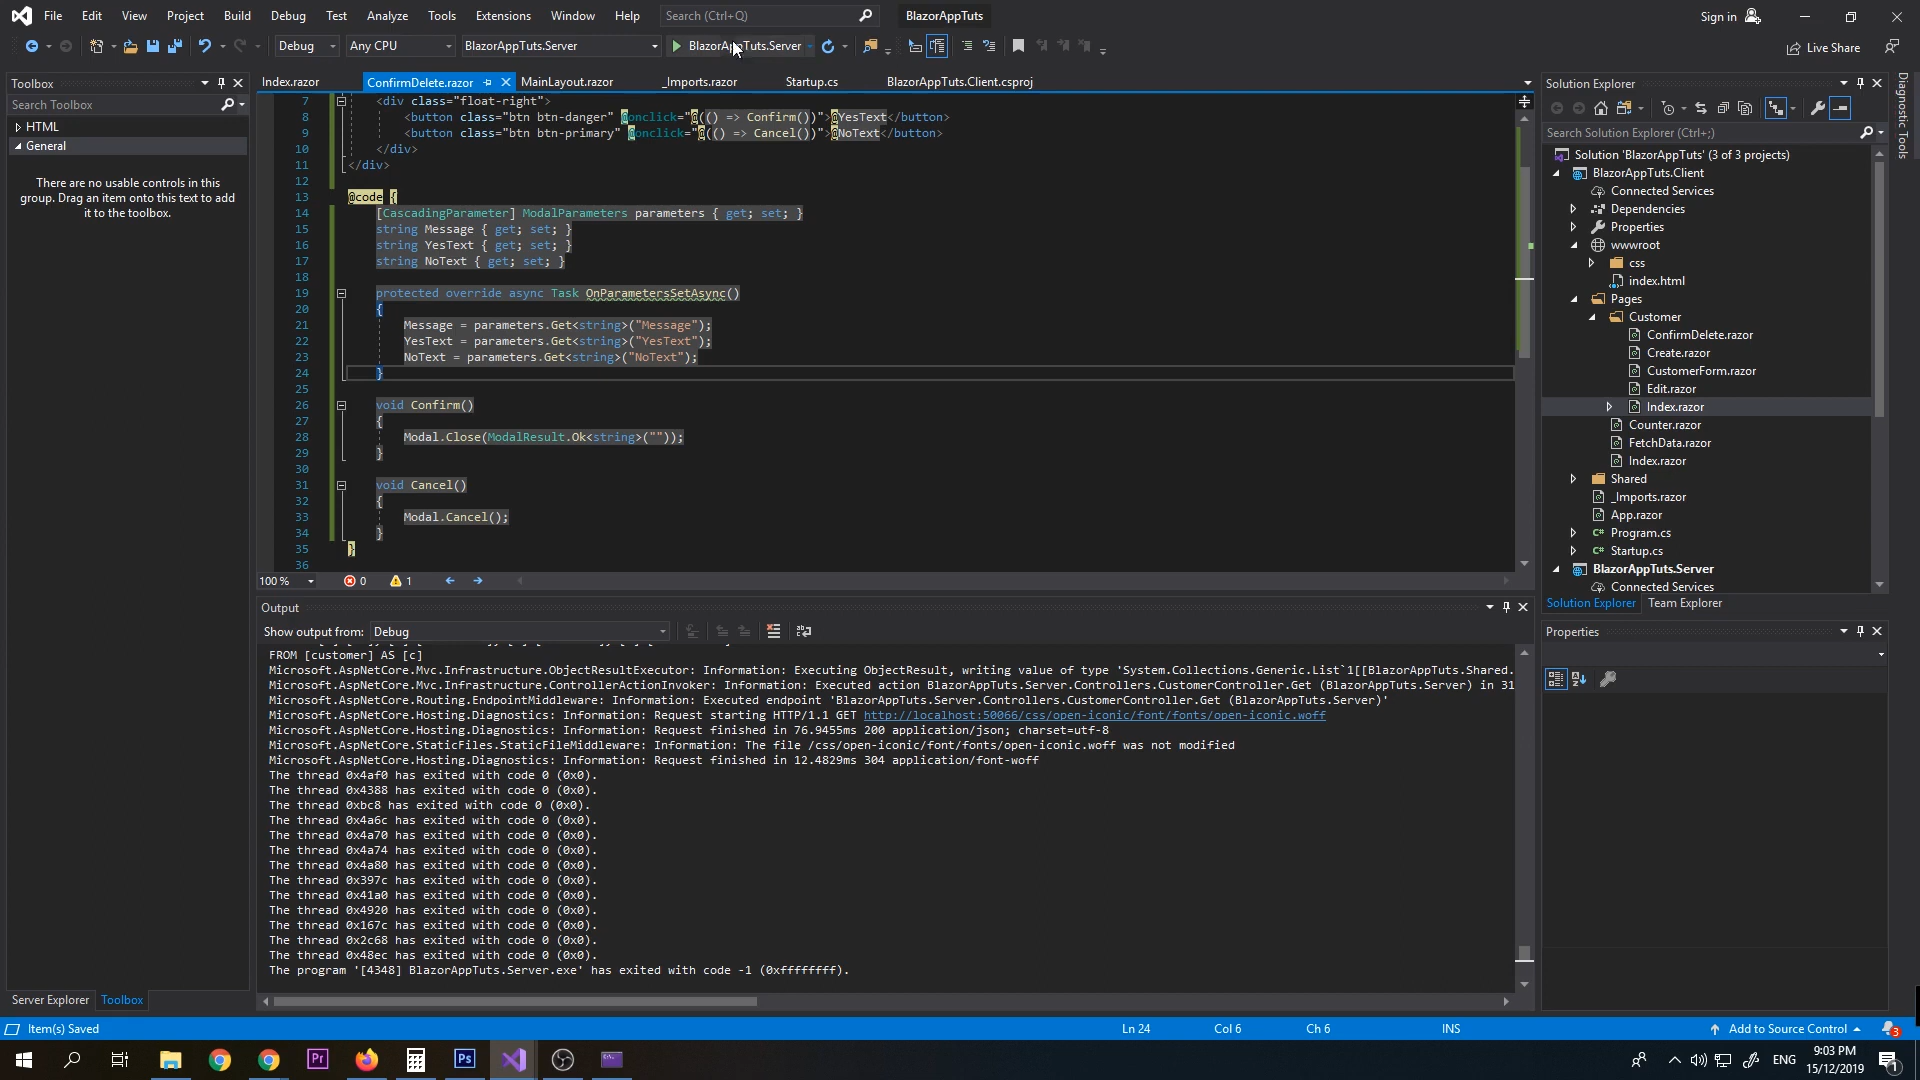 File Edit View Project Build Debug Test Analyze Tools Extensions Window Help Search (Ctrl+Q) BlazorAppTuts Sign in
Debug Any CPU BlazorAppTuts.Server BlazorAppTuts.Server Live Share
Toolbox
Search Toolbox
HTML
General
There are no usable controls in this
group. Drag an item onto this text to add
it to the toolbox.
Server Explorer Toolbox
Index.razor ConfirmDelete.razor MainLayout.razor _Imports.razor Startup.cs BlazorAppTuts.Client.csproj
7 <div class="float-right">
8 <button class="btn btn-danger" @onclick="@(() => Confirm())">@YesText</button>
9 <button class="btn btn-primary" @onclick="@(() => Cancel())">@NoText</button>
10 </div>
11 </div>
12
13 @code {
14 [CascadingParameter] ModalParameters parameters { get; set; }
15 string Message { get; set; }
16 string YesText { get; set; }
17 string NoText { get; set; }
18
19 protected override async Task OnParametersSetAsync()
20 {
21 Message = parameters.Get<string>("Message");
22 YesText = parameters.Get<string>("YesText");
23 NoText = parameters.Get<string>("NoText");
24 }
25
26 void Confirm()
27 {
28 Modal.Close(ModalResult.Ok<string>(""));
29 }
30
31 void Cancel()
32 {
33 Modal.Cancel();
34 }
35 }
36
100 % 0 1
Output
Show output from: Debug
FROM [customer] AS [c]
Microsoft.AspNetCore.Mvc.Infrastructure.ObjectResultExecutor: Information: Executing ObjectResult, writing value of type 'System.Collections.Generic.List`1[[BlazorAppTuts.Shared.
Microsoft.AspNetCore.Mvc.Infrastructure.ControllerActionInvoker: Information: Executed action BlazorAppTuts.Server.Controllers.CustomerController.Get (BlazorAppTuts.Server) in 31
Microsoft.AspNetCore.Routing.EndpointMiddleware: Information: Executed endpoint 'BlazorAppTuts.Server.Controllers.CustomerController.Get (BlazorAppTuts.Server)'
Microsoft.AspNetCore.Hosting.Diagnostics: Information: Request starting HTTP/1.1 GET http://localhost:50066/css/open-iconic/font/fonts/open-iconic.woff
Microsoft.AspNetCore.Hosting.Diagnostics: Information: Request finished in 76.9455ms 200 application/json; charset=utf-8
Microsoft.AspNetCore.StaticFiles.StaticFileMiddleware: Information: The file /css/open-iconic/font/fonts/open-iconic.woff was not modified
Microsoft.AspNetCore.Hosting.Diagnostics: Information: Request finished in 12.4829ms 304 application/font-woff
The thread 0x4af0 has exited with code 0 (0x0).
The thread 0x4388 has exited with code 0 (0x0).
The thread 0xbc8 has exited with code 0 (0x0).
The thread 0x4a6c has exited with code 0 (0x0).
The thread 0x4a70 has exited with code 0 (0x0).
The thread 0x4a74 has exited with code 0 (0x0).
The thread 0x4a80 has exited with code 0 (0x0).
The thread 0x397c has exited with code 0 (0x0).
The thread 0x41a0 has exited with code 0 (0x0).
The thread 0x4920 has exited with code 0 (0x0).
The thread 0x167c has exited with code 0 (0x0).
The thread 0x2c68 has exited with code 0 (0x0).
The thread 0x48ec has exited with code 0 (0x0).
The program '[4348] BlazorAppTuts.Server.exe' has exited with code -1 (0xffffffff).
Solution Explorer
Search Solution Explorer (Ctrl+;)
Solution 'BlazorAppTuts' (3 of 3 projects)
BlazorAppTuts.Client
Connected Services
Dependencies
Properties
wwwroot
css
index.html
Pages
Customer
ConfirmDelete.razor
Create.razor
CustomerForm.razor
Edit.razor
Index.razor
Counter.razor
FetchData.razor
Index.razor
Shared
_Imports.razor
App.razor
Program.cs
Startup.cs
BlazorAppTuts.Server
Connected Services
Solution Explorer Team Explorer
Properties
Diagnostic Tools
Item(s) Saved Ln 24 Col 6 Ch 6 INS Add to Source Control 3
Pr Ps ENG 9:03 PM
15/12/2019 1